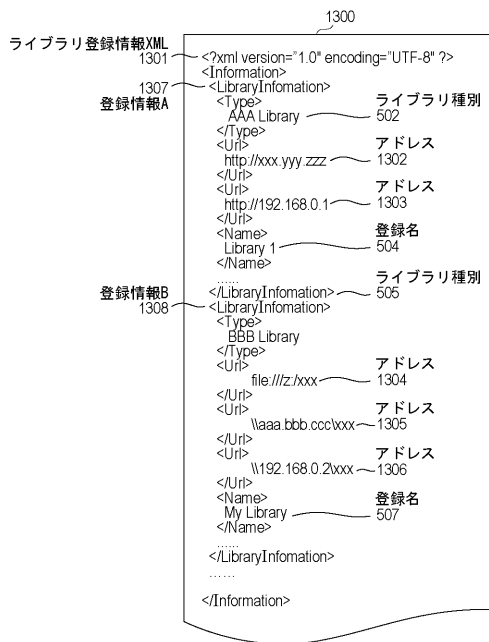 1300
ライブラリ登録情報XML
1301 <?xml version="1.0" encoding="UTF-8" ?>
<Information>
1307 <LibraryInfomation>
登録情報A <Type> ライブラリ種別
AAA Library 502
</Type>
<Url> アドレス
http://xxx.yyy.zzz 1302
</Url>
<Url> アドレス
http://192.168.0.1 1303
</Url>
<Name> 登録名
Library 1 504
</Name>
......
ライブラリ種別
登録情報B </LibraryInfomation> 505
1308 <LibraryInfomation>
<Type>
BBB Library
</Type>
<Url> アドレス
file:///z:/xxx 1304
</Url>
<Url> アドレス
\\aaa.bbb.ccc\xxx 1305
</Url>
<Url> アドレス
\\192.168.0.2\xxx 1306
</Url>
<Name> 登録名
My Library 507
</Name>
......
</LibraryInfomation>
......
</Information>